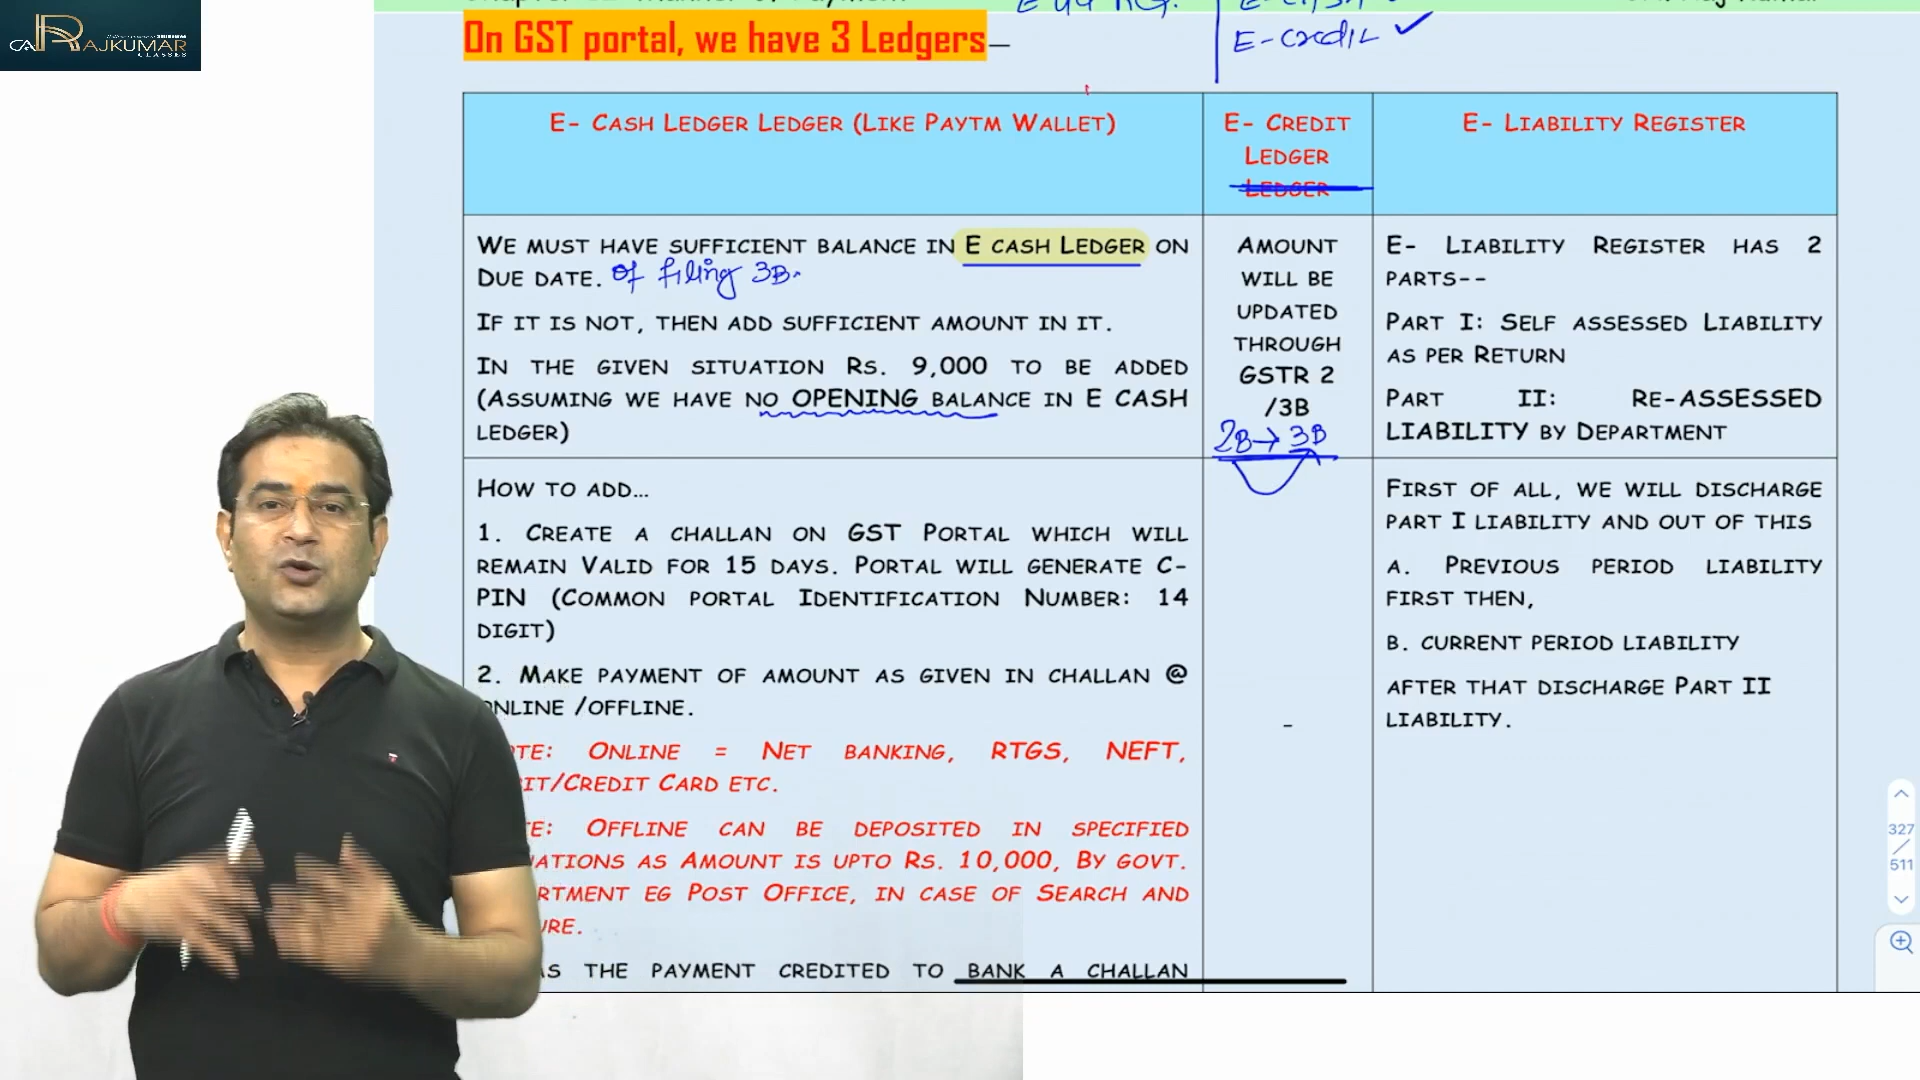 CA RAJKUMAR
CLASSES
On GST portal, we have 3 Ledgers–
E-Credit ✓
E- CASH LEDGER LEDGER (LIKE PAYTM WALLET)
E- CREDIT
LEDGER
LEDGER
E- LIABILITY REGISTER
WE MUST HAVE SUFFICIENT BALANCE IN E CASH LEDGER ON
DUE DATE. of filing 3B.
IF IT IS NOT, THEN ADD SUFFICIENT AMOUNT IN IT.
IN THE GIVEN SITUATION RS. 9,000 TO BE ADDED
(ASSUMING WE HAVE NO OPENING BALANCE IN E CASH
LEDGER)
AMOUNT
WILL BE
UPDATED
THROUGH
GSTR 2
/3B
2B→3B
E- LIABILITY REGISTER HAS 2
PARTS--
PART I: SELF ASSESSED LIABILITY
AS PER RETURN
PART II: RE-ASSESSED
LIABILITY BY DEPARTMENT
HOW TO ADD...
1. CREATE A CHALLAN ON GST PORTAL WHICH WILL
REMAIN VALID FOR 15 DAYS. PORTAL WILL GENERATE C-
PIN (COMMON PORTAL IDENTIFICATION NUMBER: 14
DIGIT)
2. MAKE PAYMENT OF AMOUNT AS GIVEN IN CHALLAN @
ONLINE /OFFLINE.
ONLINE = NET BANKING, RTGS, NEFT,
/CREDIT CARD ETC.
OFFLINE CAN BE DEPOSITED IN SPECIFIED
AS AMOUNT IS UPTO RS. 10,000, BY GOVT.
EG POST OFFICE, IN CASE OF SEARCH AND
THE PAYMENT CREDITED TO BANK A CHALLAN
-
FIRST OF ALL, WE WILL DISCHARGE
PART I LIABILITY AND OUT OF THIS
A. PREVIOUS PERIOD LIABILITY
FIRST THEN,
B. CURRENT PERIOD LIABILITY
AFTER THAT DISCHARGE PART II
LIABILITY.
327
/
511